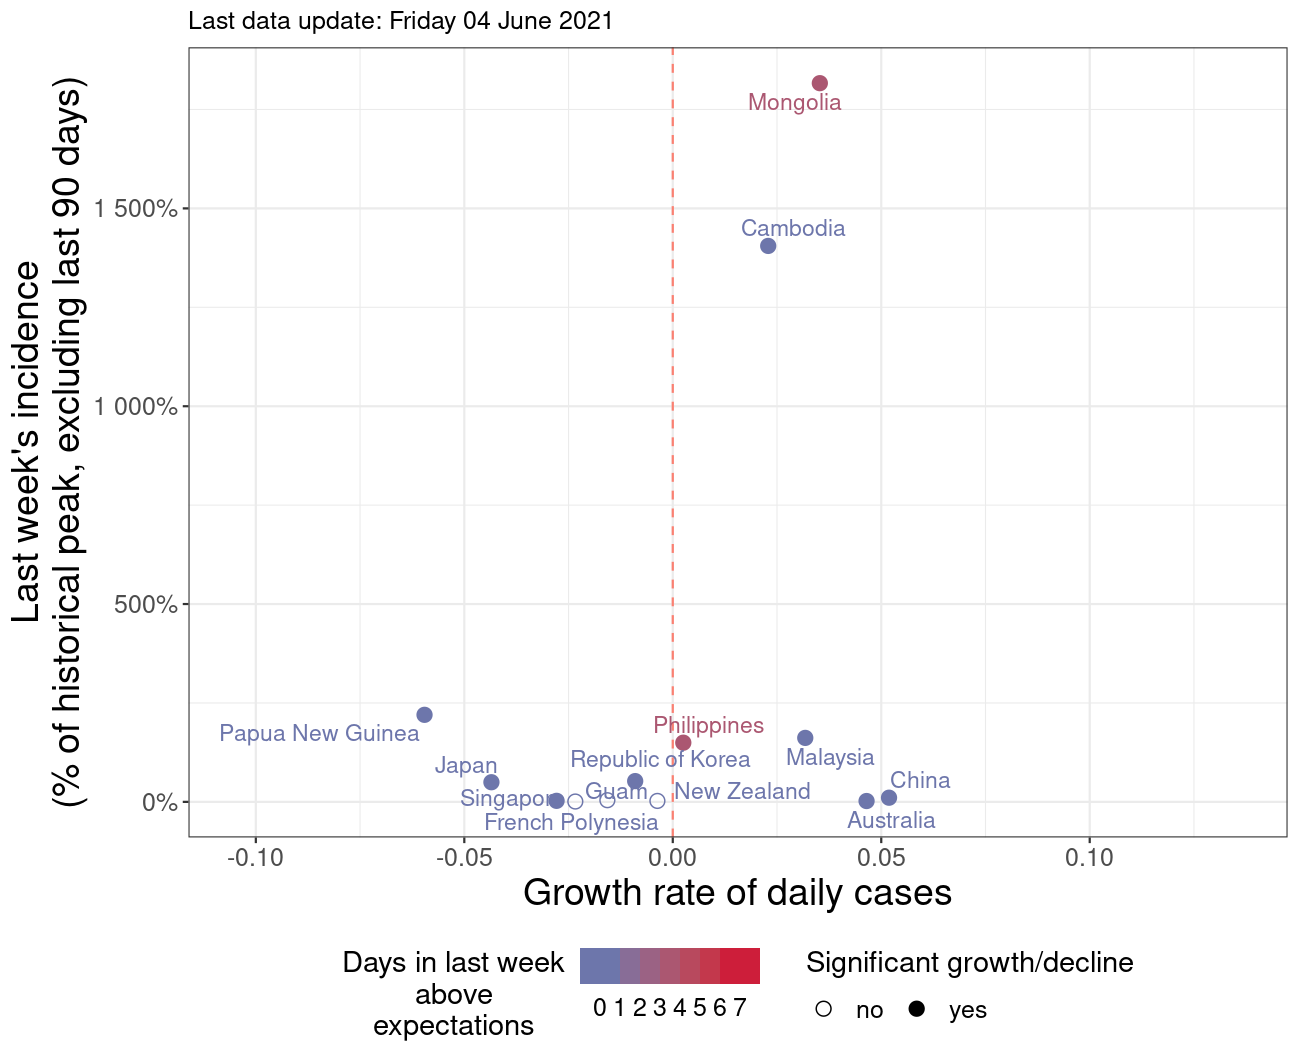 Last data update: Friday 04 June 2021
Last week's incidence
(% of historical peak, excluding last 90 days)
1 500%
1 000%
500%
0%
Mongolia
Cambodia
Papua New Guinea
Philippines
Japan
Republic of Korea
Malaysia
China
Guam
New Zealand
French Polynesia
Australia
-0.10
-0.05
0.00
0.05
0.10
Growth rate of daily cases
Days in last week
above
expectations
0 1 2 3 4 5 6 7
Significant growth/decline
no
yes